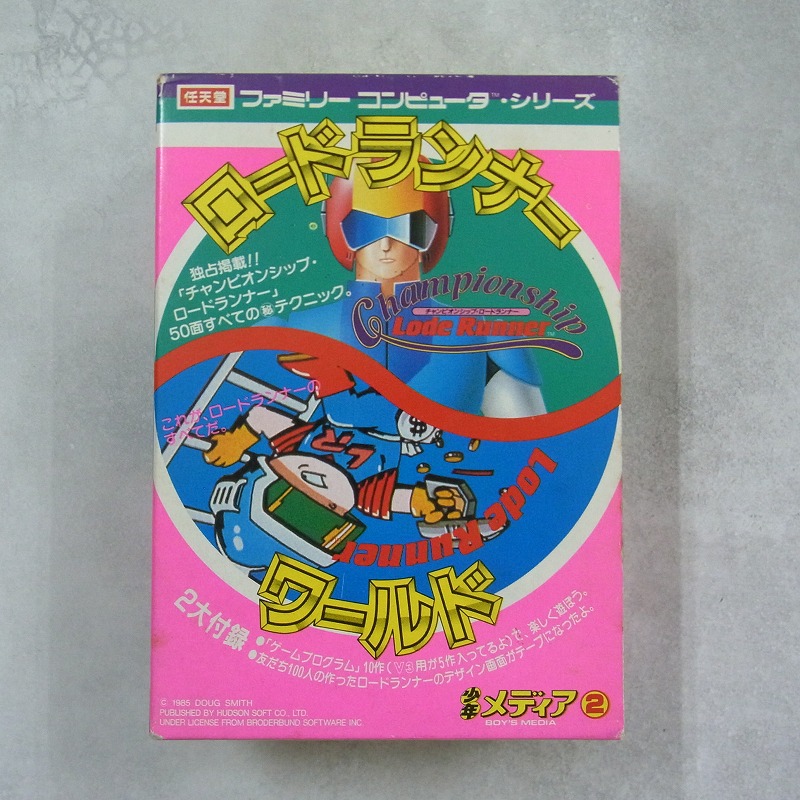 任天堂 ファミリー コンピュータ™・シリーズ
ロードランナー
独占掲載!!
「チャンピオンシップ・
ロードランナー」
50面すべての㊙テクニック。
Championship
チャンピオンシップ・ロードランナー
Lode Runner™
これが、ロードランナーの
すべてだ。
$
LR
Lode Runner
ワールド
2大付録
●「ゲームプログラム」10作(V3用が5作入ってるよ)で、楽しく遊ぼう。
●友だち100人の作ったロードランナーのデザイン画面がテープになったよ。
© 1985 DOUG SMITH
PUBLISHED BY HUDSON SOFT CO., LTD.
UNDER LICENSE FROM BRODERBUND SOFTWARE INC.
少年メディア 2
BOY'S MEDIA